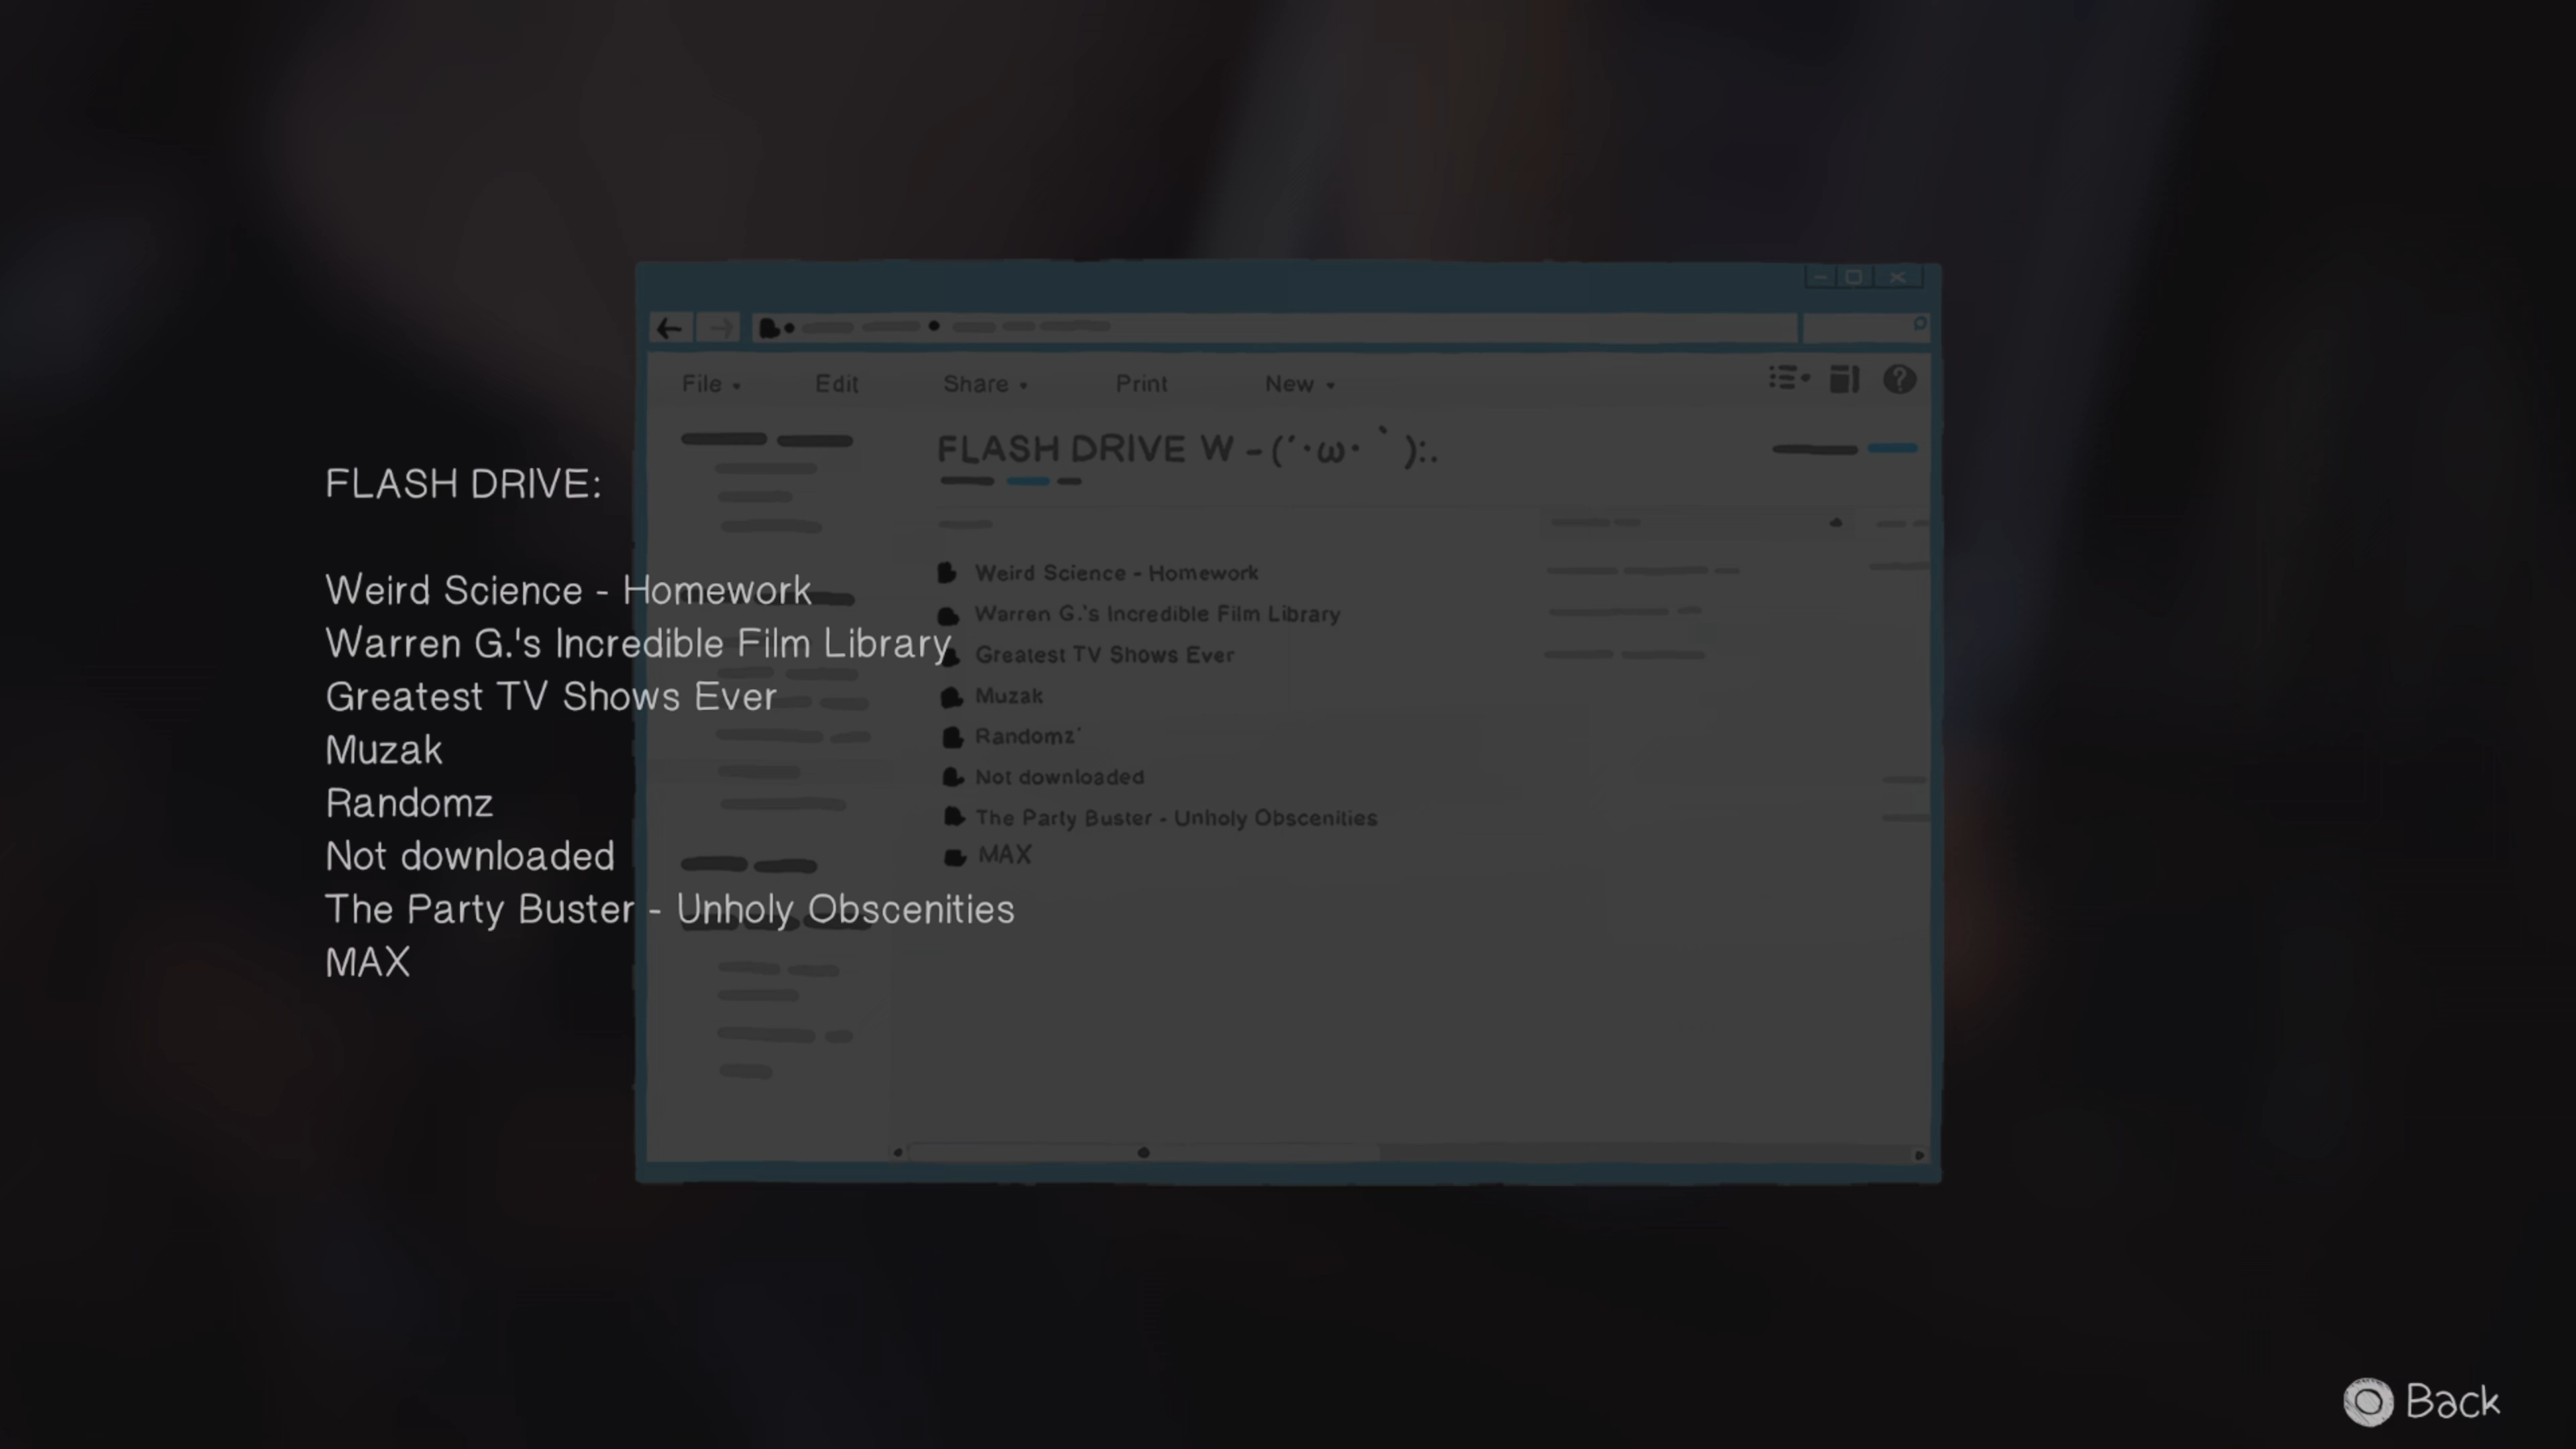 FLASH DRIVE:
Weird Science - Homework
Warren G.'s Incredible Film Library
Greatest TV Shows Ever
Muzak
Randomz
Not downloaded
The Party Buster - Unholy Obscenities
MAX
File
Edit
Share
Print
New
FLASH DRIVE W -(´·ω·`):.
Weird Science - Homework
Warren G.'s Incredible Film Library
Greatest TV Shows Ever
Muzak
Randomz
Not downloaded
The Party Buster - Unholy Obscenities
MAX
Back